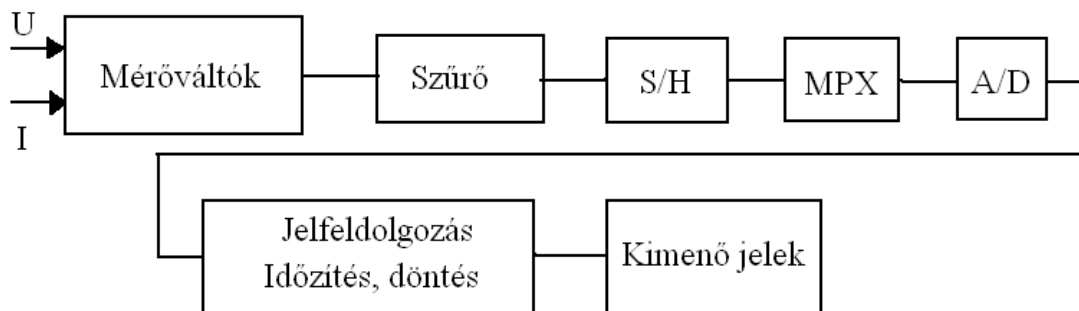 U
I
Mérőváltók
Szűrő
S/H
MPX
A/D
Jelfeldolgozás
Időzítés, döntés
Kimenő jelek